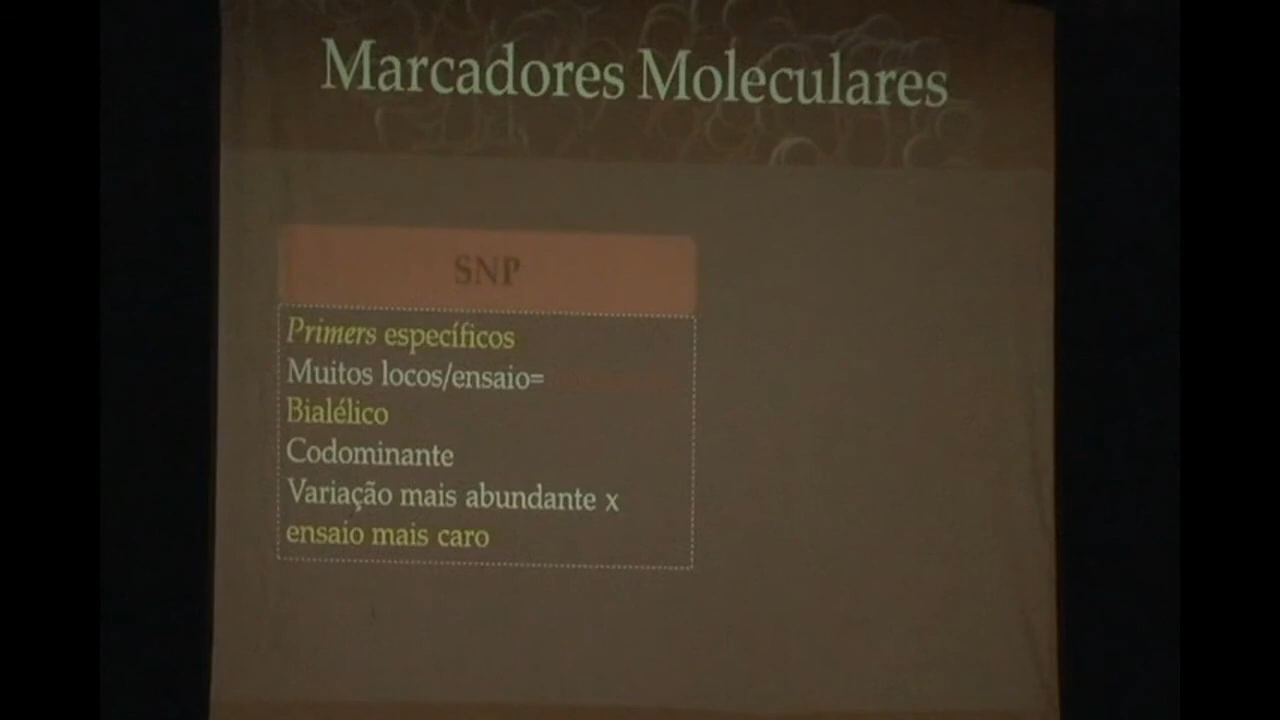 Marcadores Moleculares
SNP
Primers específicos
Muitos locos/ensaio=
Bialélico
Codominante
Variação mais abundante x
ensaio mais caro